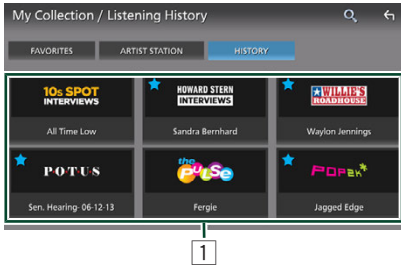 My Collection / Listening History
FAVORITES
ARTIST STATION
HISTORY
10s SPOT
INTERVIEWS
All Time Low
HOWARD STERN
INTERVIEWS
Sandra Bernhard
WILLIE'S
ROADHOUSE
Waylon Jennings
P·O·T·U·S
Sen. Hearing- 06-12-13
the
PULSE
Fergie
POP2K
Jagged Edge
1